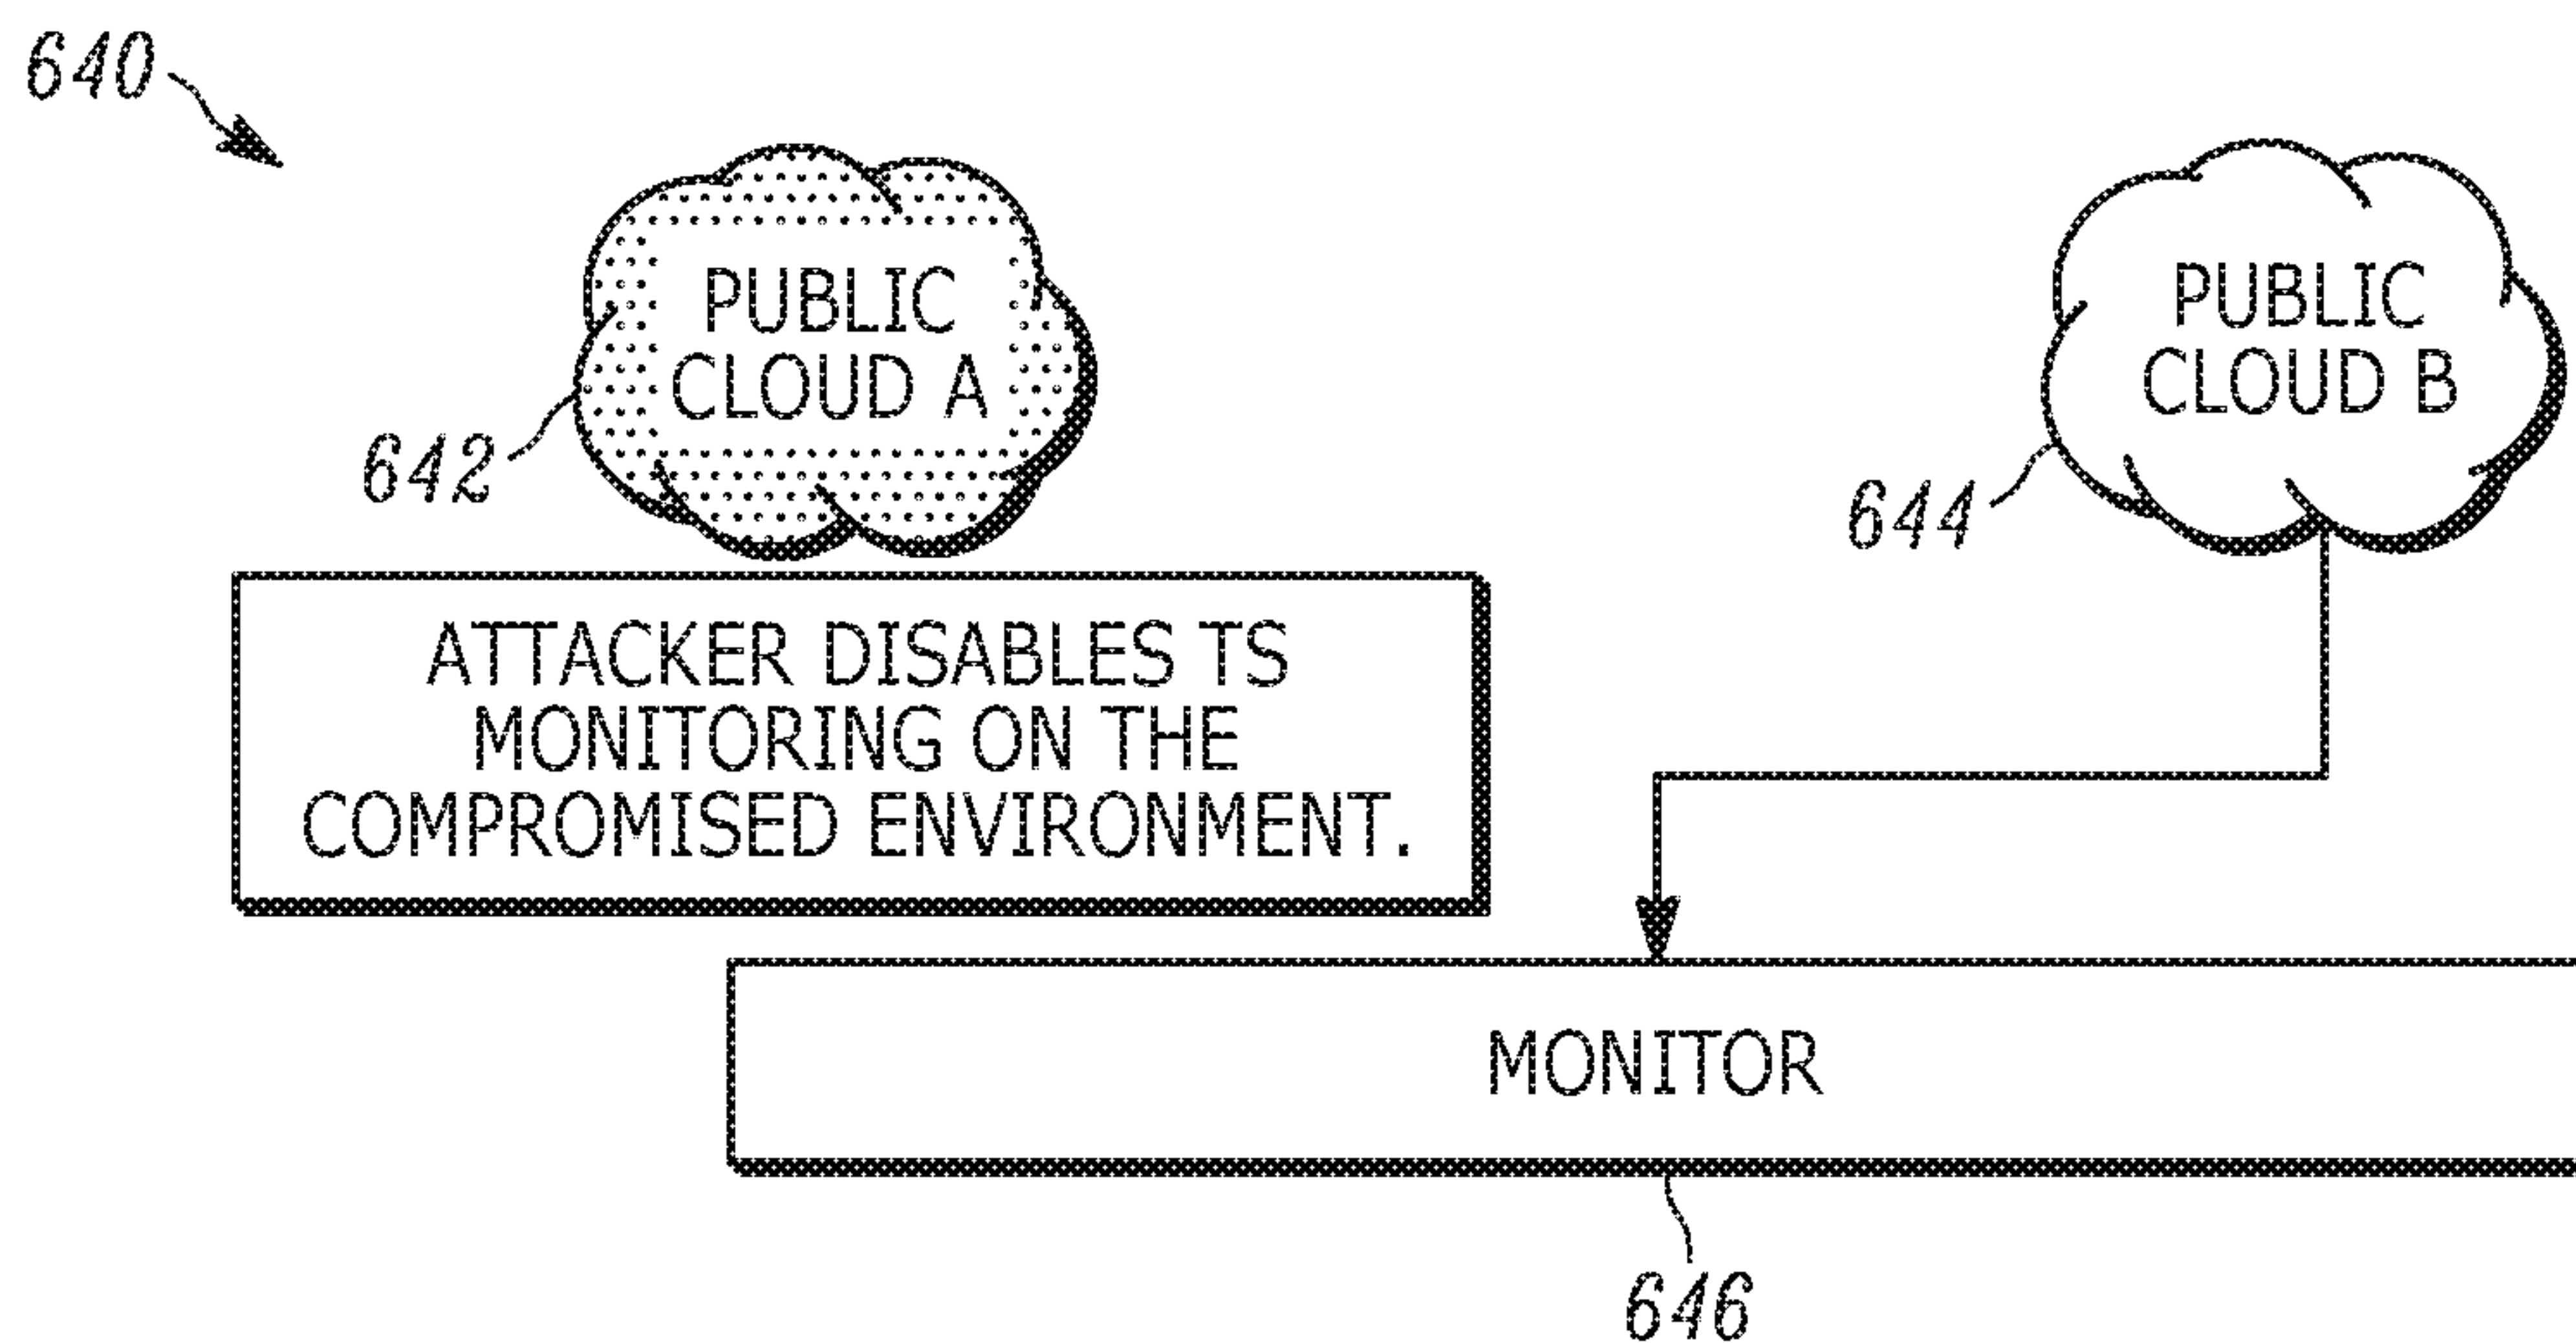 640
PUBLIC
CLOUD A
642
PUBLIC
CLOUD B
644
ATTACKER DISABLES TS
MONITORING ON THE
COMPROMISED ENVIRONMENT.
MONITOR
646